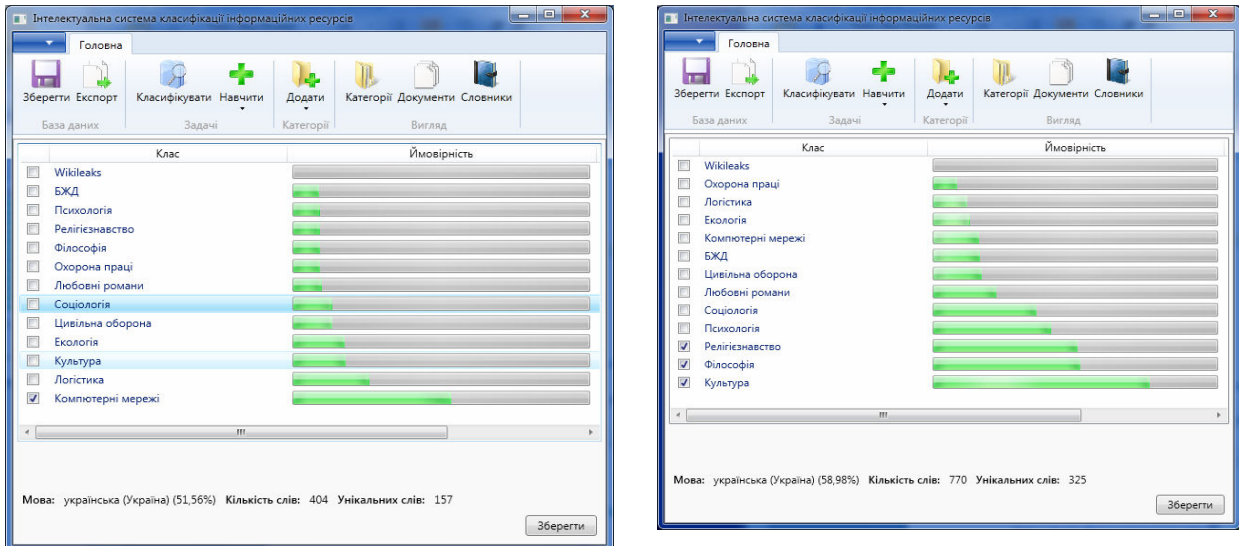 Інтелектуальна система класифікації інформаційних ресурсів
Головна
Зберегти Експорт Класифікувати Навчити Додати Категорії Документи Словники
База даних Задачі Категорії Вигляд
Клас Ймовірність
Wikileaks
БЖД
Психологія
Релігієзнавство
Філософія
Охорона праці
Любовні романи
Соціологія
Цивільна оборона
Екологія
Культура
Логістика
Компютерні мережі
Мова: українська (Україна) (51,56%) Кількість слів: 404 Унікальних слів: 157
Зберегти
Інтелектуальна система класифікації інформаційних ресурсів
Головна
Зберегти Експорт Класифікувати Навчити Додати Категорії Документи Словники
База даних Задачі Категорії Вигляд
Клас Ймовірність
Wikileaks
Охорона праці
Логістика
Екологія
Компютерні мережі
БЖД
Цивільна оборона
Любовні романи
Соціологія
Психологія
Релігієзнавство
Філософія
Культура
Мова: українська (Україна) (58,98%) Кількість слів: 770 Унікальних слів: 325
Зберегти